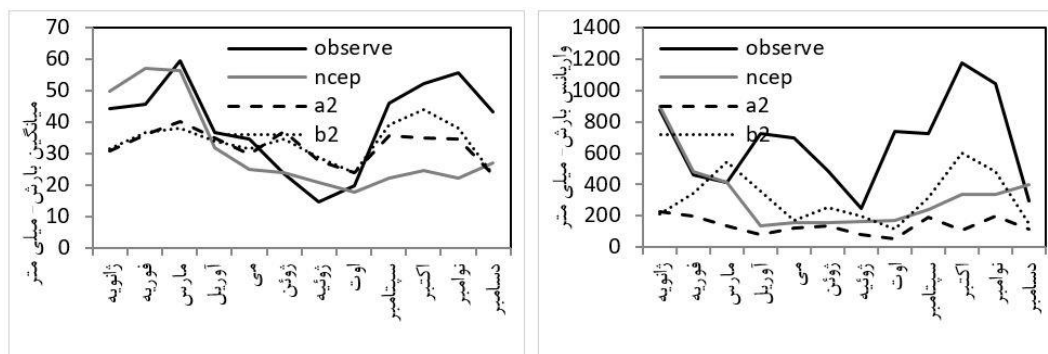 70
60
50
40
30
20
10
0
میانگین بارش - میلی متر
observe
ncep
a2
b2
ژانویه
فوریه
مارس
آوریل
می
ژوئن
ژوئیه
اوت
سپتامبر
اکتبر
نوامبر
دسامبر
1400
1200
1000
800
600
400
200
0
واریانس بارش - میلی متر
observe
ncep
a2
b2
ژانویه
فوریه
مارس
آوریل
می
ژوئن
ژوئیه
اوت
سپتامبر
اکتبر
نوامبر
دسامبر